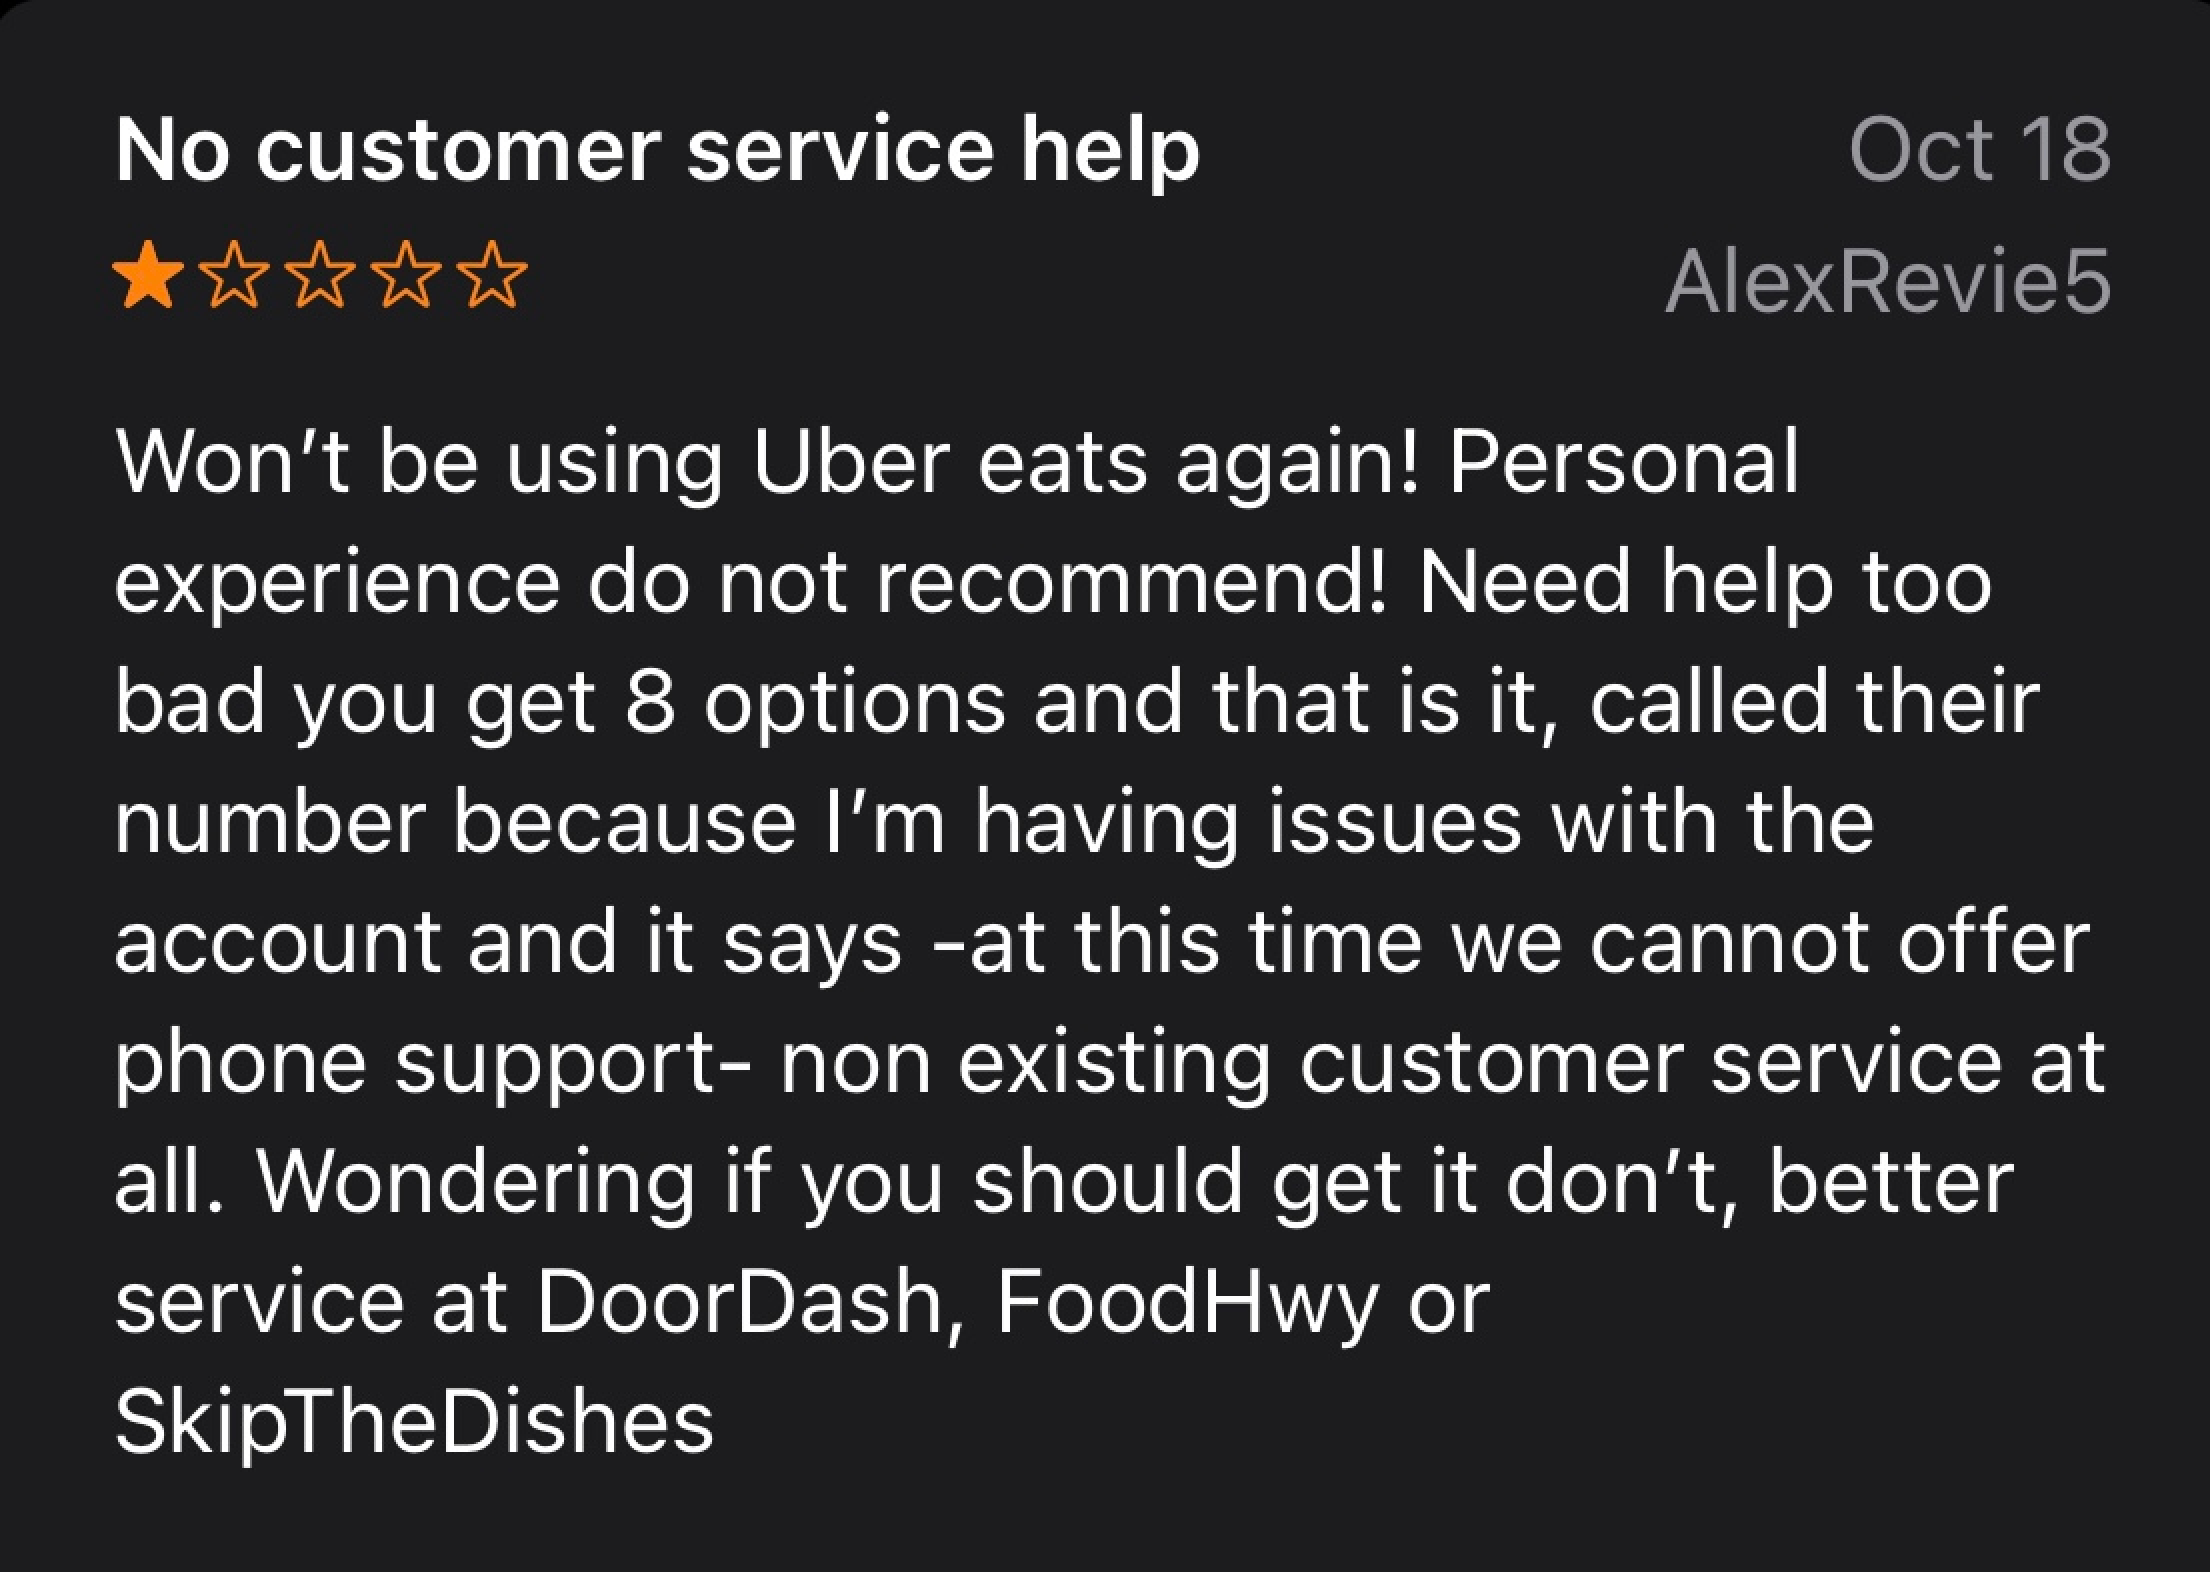 No customer service help
Oct 18
AlexRevie5
Won’t be using Uber eats again! Personal
experience do not recommend! Need help too
bad you get 8 options and that is it, called their
number because I’m having issues with the
account and it says -at this time we cannot offer
phone support- non existing customer service at
all. Wondering if you should get it don’t, better
service at DoorDash, FoodHwy or
SkipTheDishes